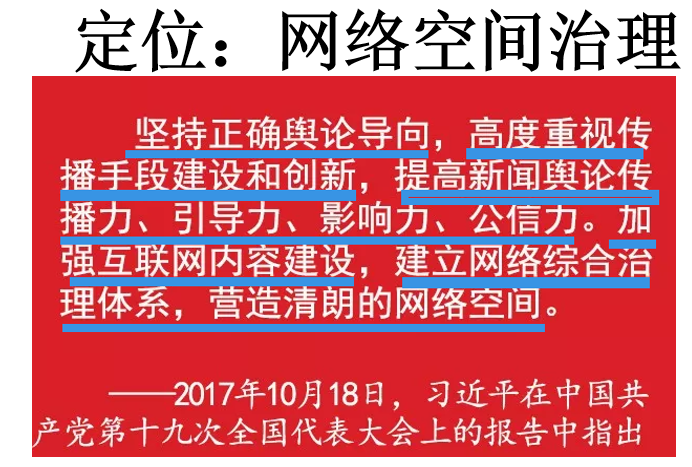 定位：网络空间治理
坚持正确舆论导向，高度重视传
播手段建设和创新，提高新闻舆论传
播力、引导力、影响力、公信力。加
强互联网内容建设，建立网络综合治
理体系，营造清朗的网络空间。
——2017年10月18日，习近平在中国共
产党第十九次全国代表大会上的报告中指出